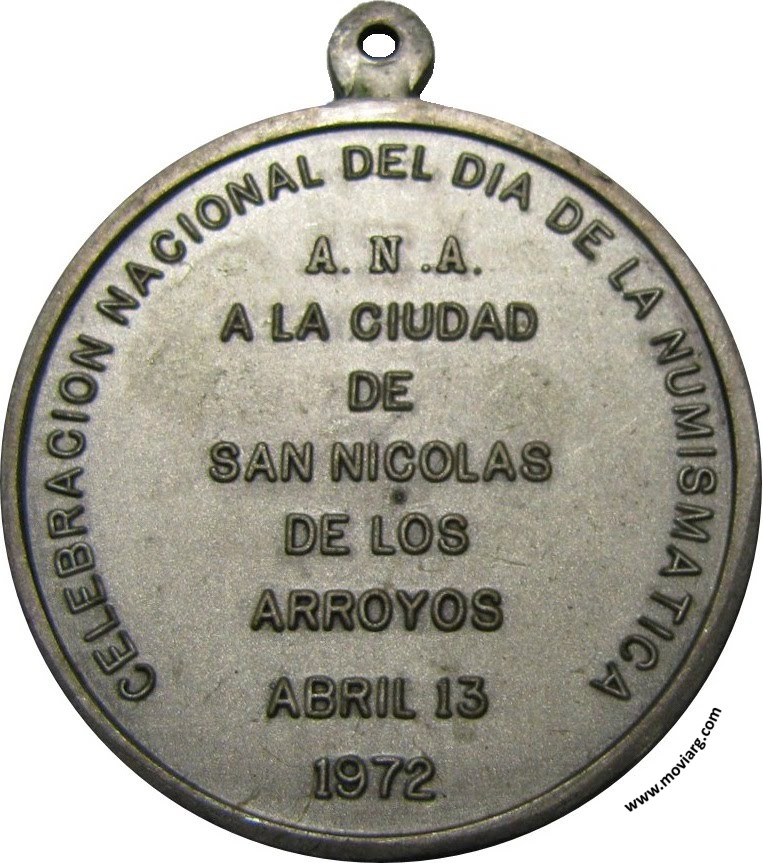 CELEBRACION NACIONAL DEL DIA DE LA NUMISMATICA
A. N .A.
A LA CIUDAD
DE
SAN NICOLAS
DE LOS
ARROYOS
ABRIL 13
1972
www.moviarg.com